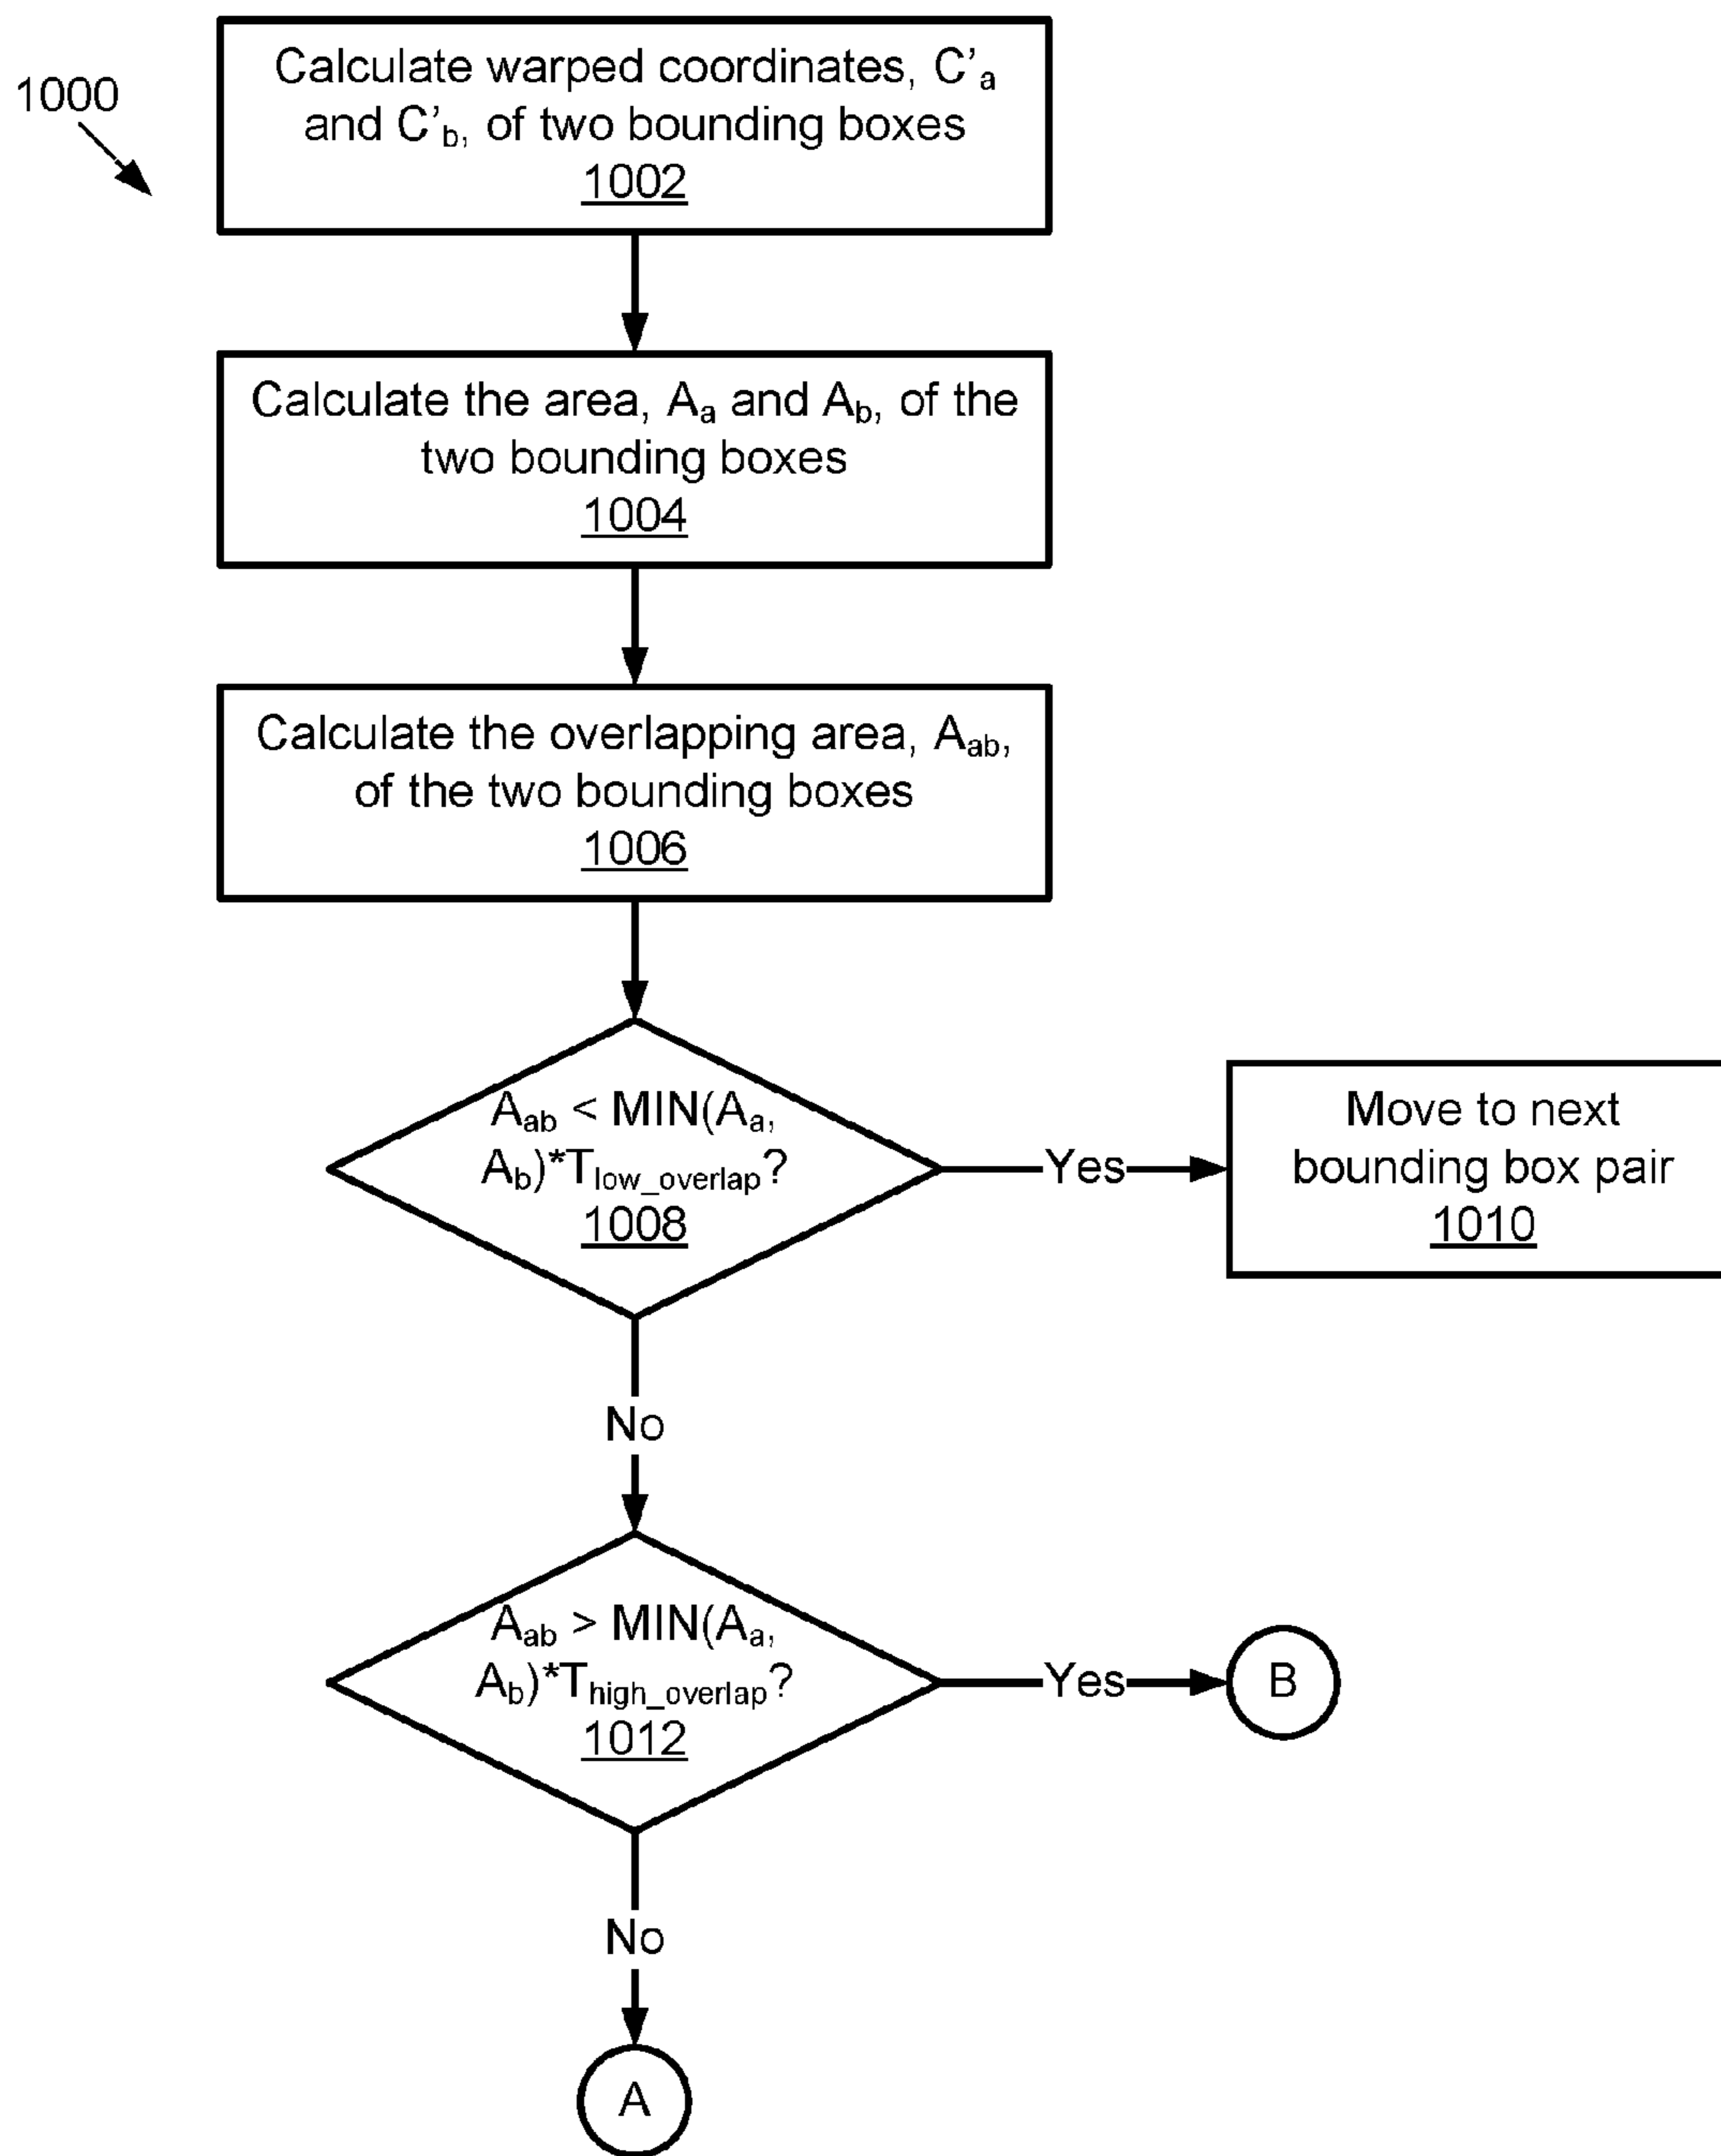 1000
Calculate warped coordinates, C'a
and C'b, of two bounding boxes
1002
Calculate the area, Aa and Ab, of the
two bounding boxes
1004
Calculate the overlapping area, Aab,
of the two bounding boxes
1006
Aab < MIN(Aa,
Ab)*Tlow_overlap?
1008
Yes
Move to next
bounding box pair
1010
No
Aab > MIN(Aa,
Ab)*Thigh_overlap?
1012
Yes
B
No
A